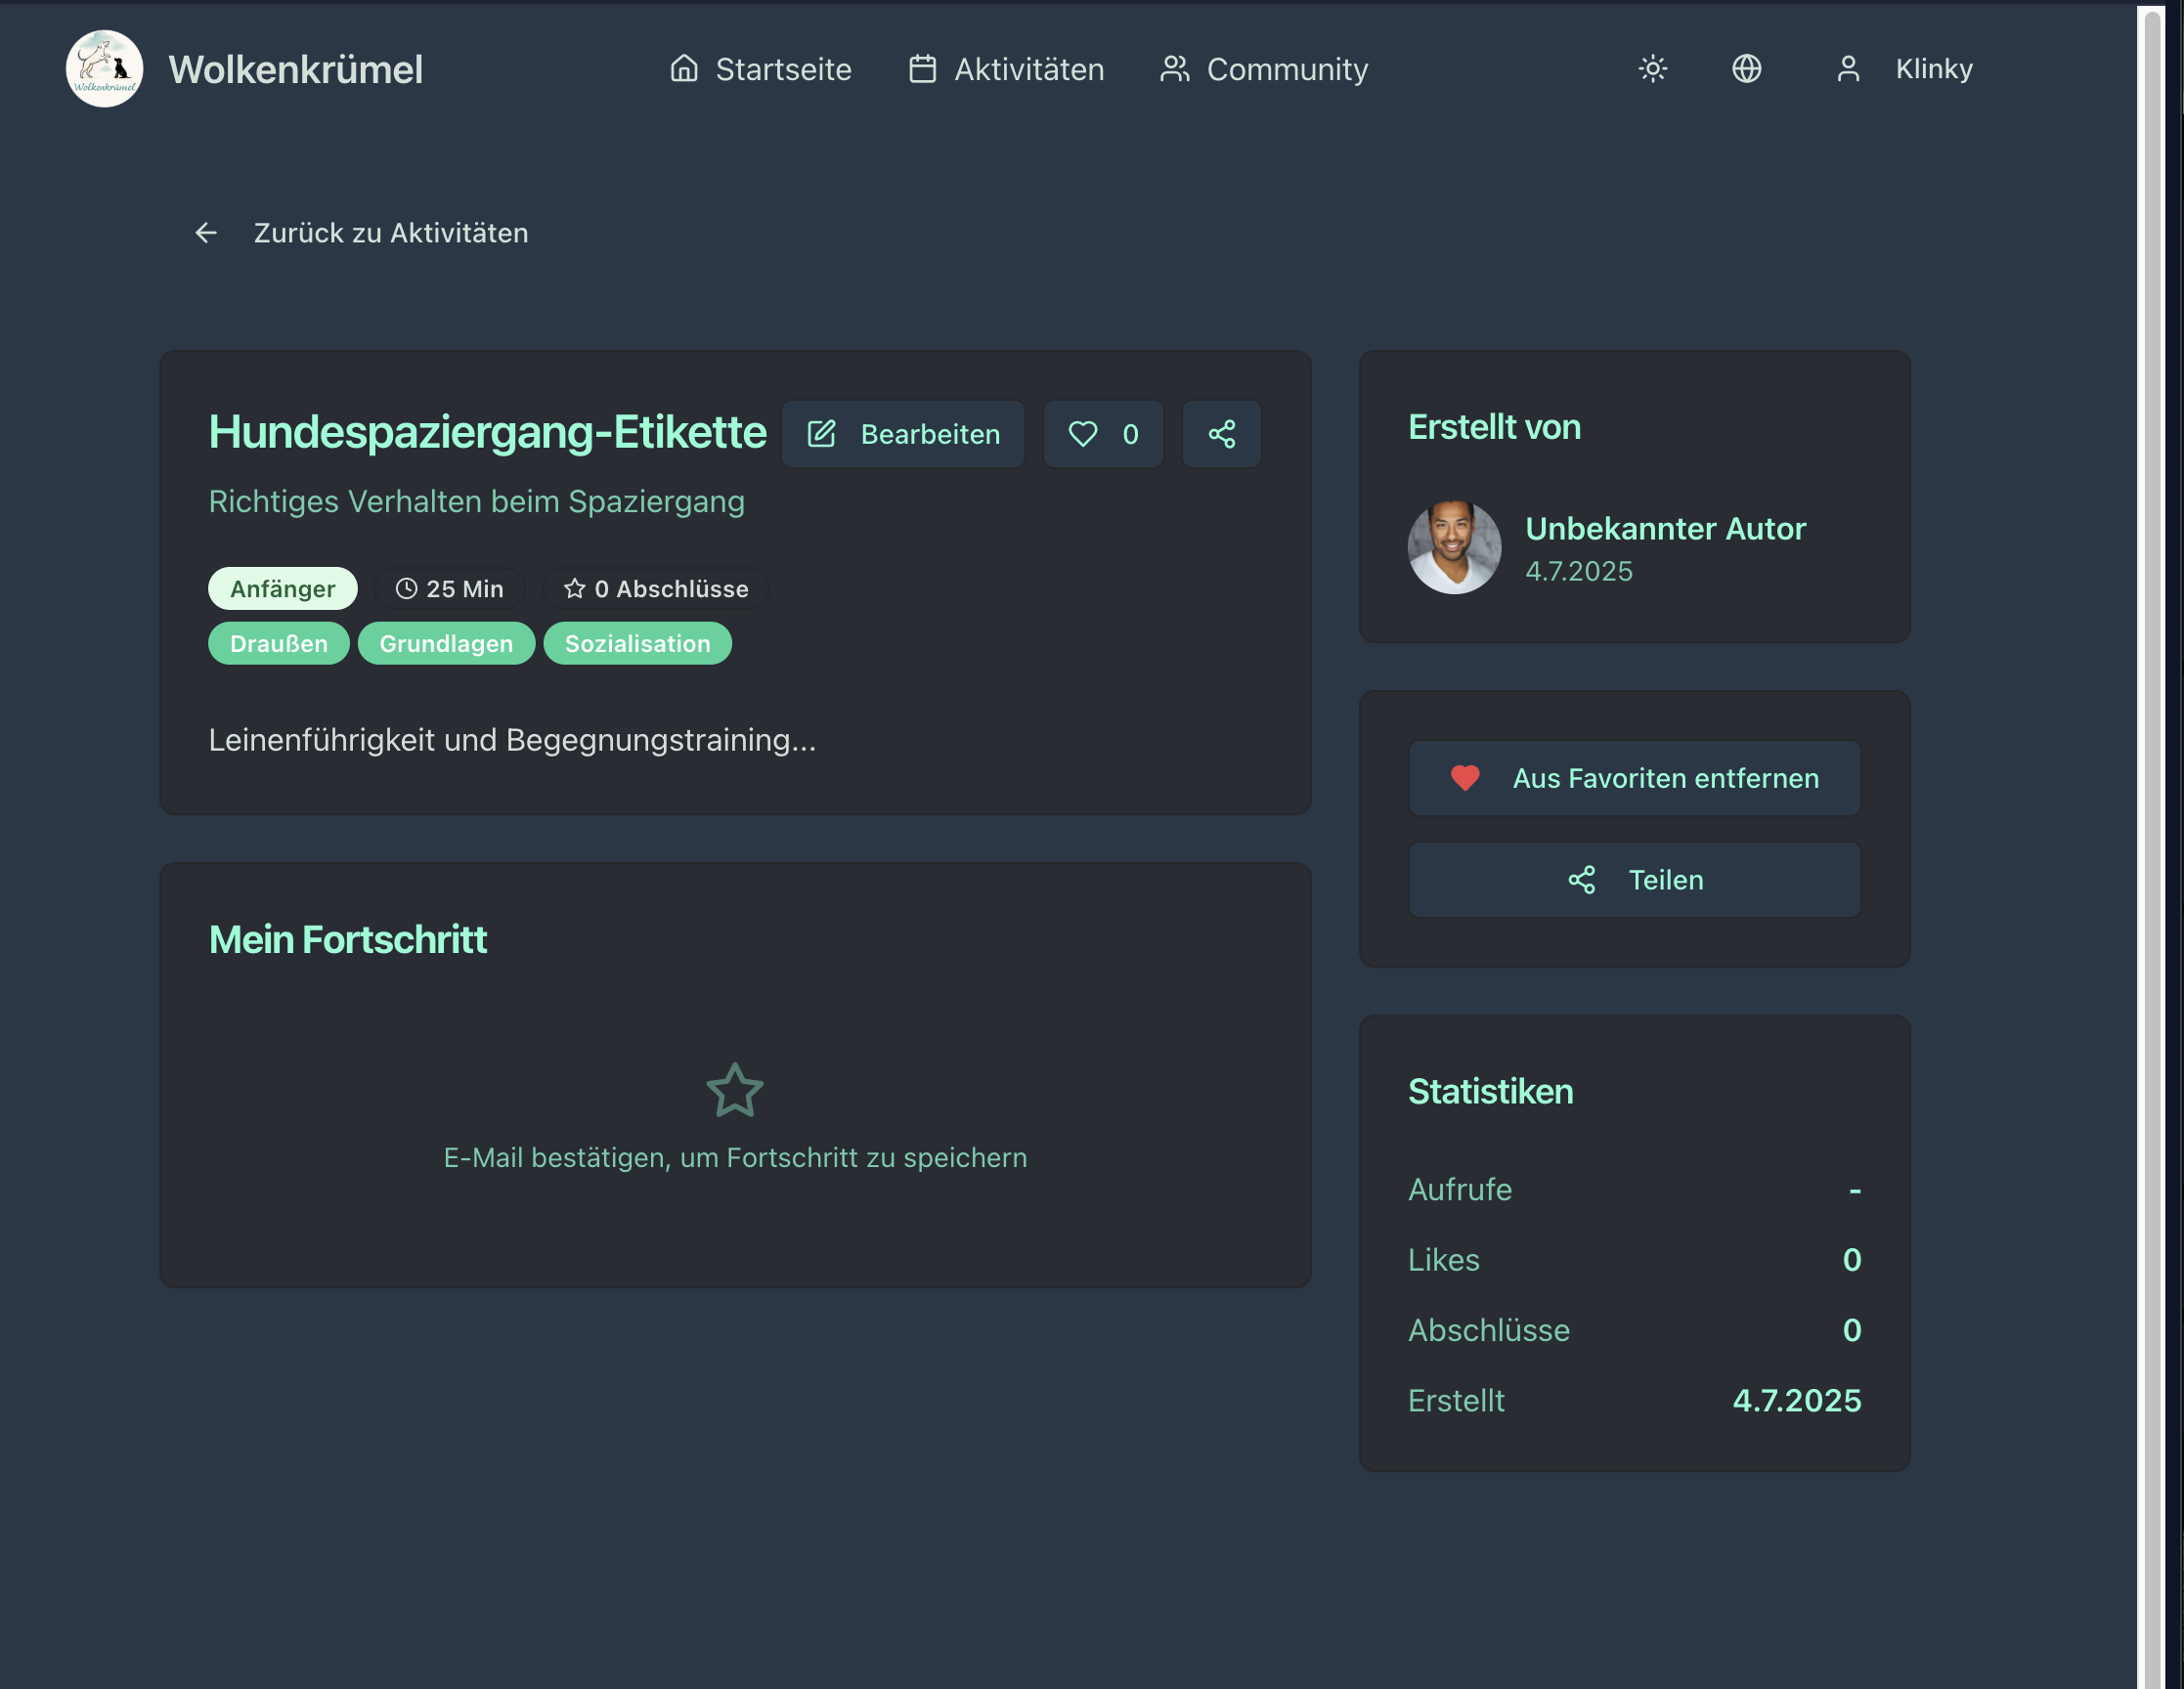 Wolkenkrümel
Wolkenkrümel
Startseite
Aktivitäten
Community
Klinky
Zurück zu Aktivitäten
Hundespaziergang-Etikette
Bearbeiten
0
Richtiges Verhalten beim Spaziergang
Anfänger
25 Min
0 Abschlüsse
Draußen
Grundlagen
Sozialisation
Leinenführigkeit und Begegnungstraining...
Mein Fortschritt
E-Mail bestätigen, um Fortschritt zu speichern
Erstellt von
Unbekannter Autor
4.7.2025
Aus Favoriten entfernen
Teilen
Statistiken
Aufrufe -
Likes 0
Abschlüsse 0
Erstellt 4.7.2025